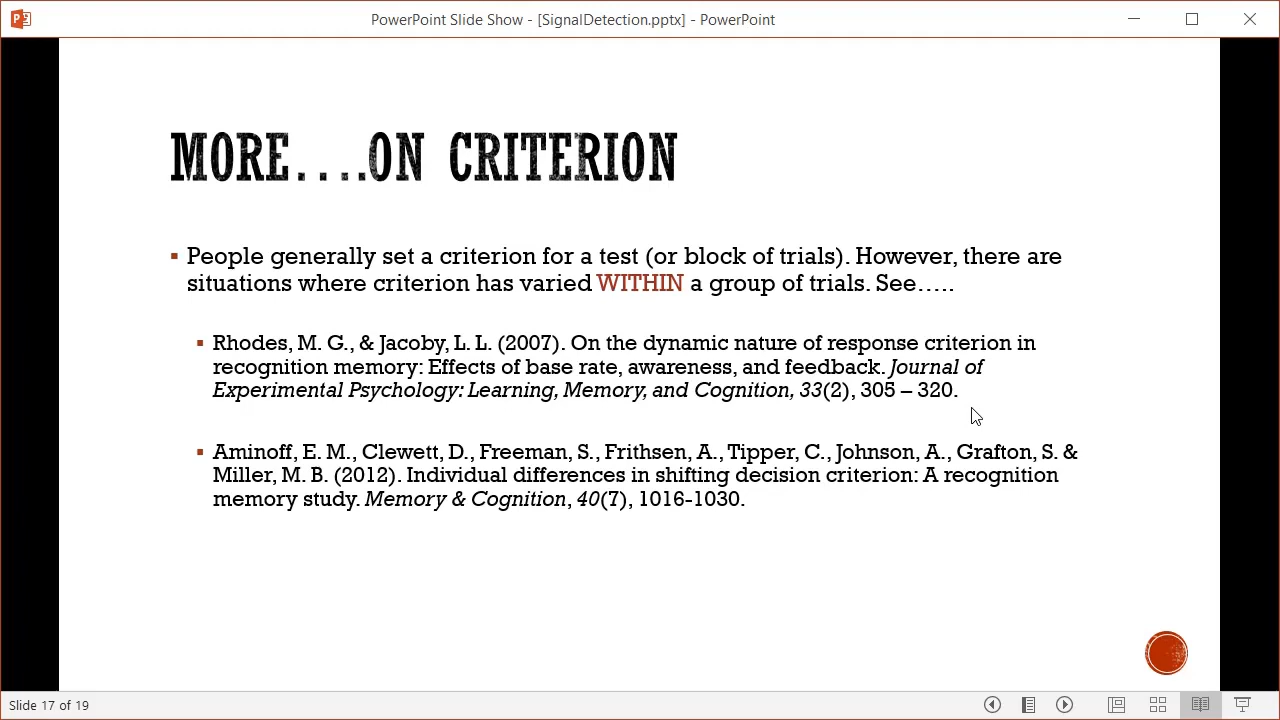 PowerPoint Slide Show - [SignalDetection.pptx] - PowerPoint
MORE....ON CRITERION
▪ People generally set a criterion for a test (or block of trials). However, there are
situations where criterion has varied WITHIN a group of trials. See.....
▪ Rhodes, M. G., & Jacoby, L. L. (2007). On the dynamic nature of response criterion in
recognition memory: Effects of base rate, awareness, and feedback. Journal of
Experimental Psychology: Learning, Memory, and Cognition, 33(2), 305 – 320.
▪ Aminoff, E. M., Clewett, D., Freeman, S., Frithsen, A., Tipper, C., Johnson, A., Grafton, S. &
Miller, M. B. (2012). Individual differences in shifting decision criterion: A recognition
memory study. Memory & Cognition, 40(7), 1016-1030.
Slide 17 of 19